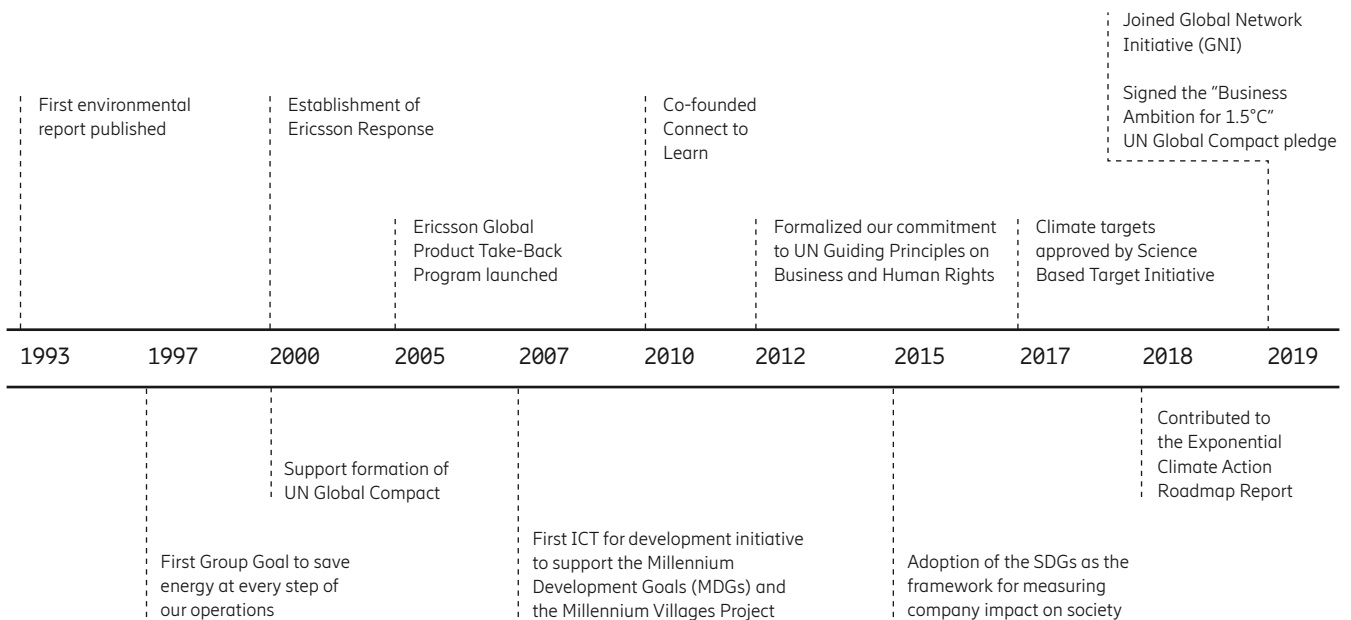 Joined Global Network
Initiative (GNI)
Signed the “Business
Ambition for 1.5°C”
UN Global Compact pledge
First environmental
report published
Establishment of
Ericsson Response
Co-founded
Connect to
Learn
Ericsson Global
Product Take-Back
Program launched
Formalized our commitment
to UN Guiding Principles on
Business and Human Rights
Climate targets
approved by Science
Based Target Initiative
1993 1997 2000 2005 2007 2010 2012 2015 2017 2018 2019
Contributed to
the Exponential
Climate Action
Roadmap Report
Support formation of
UN Global Compact
First Group Goal to save
energy at every step of
our operations
First ICT for development initiative
to support the Millennium
Development Goals (MDGs) and
the Millennium Villages Project
Adoption of the SDGs as the
framework for measuring
company impact on society